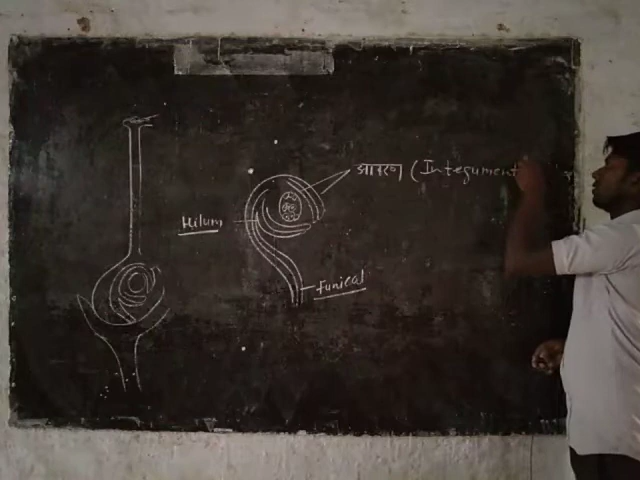 आवरण (Integument
Hilum
Funical